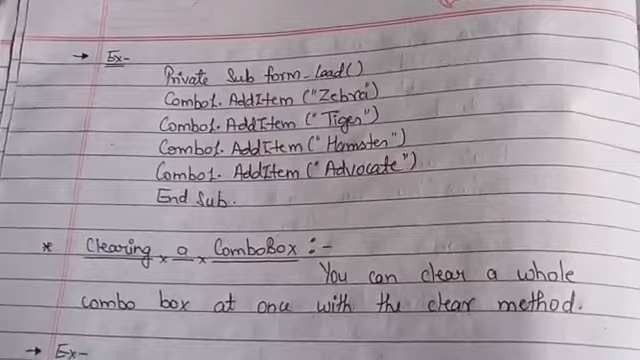 → Ex-
Private Sub form_load()
Combo1. AddItem ("Zebra")
Combo1. AddItem ("Tiger")
Combo1. AddItem ("Hamster")
Combo1. AddItem ("Advocate")
End Sub.
* Clearing × a × ComboBox :-
You can clear a whole
combo box at once with the clear method.
→ Ex-